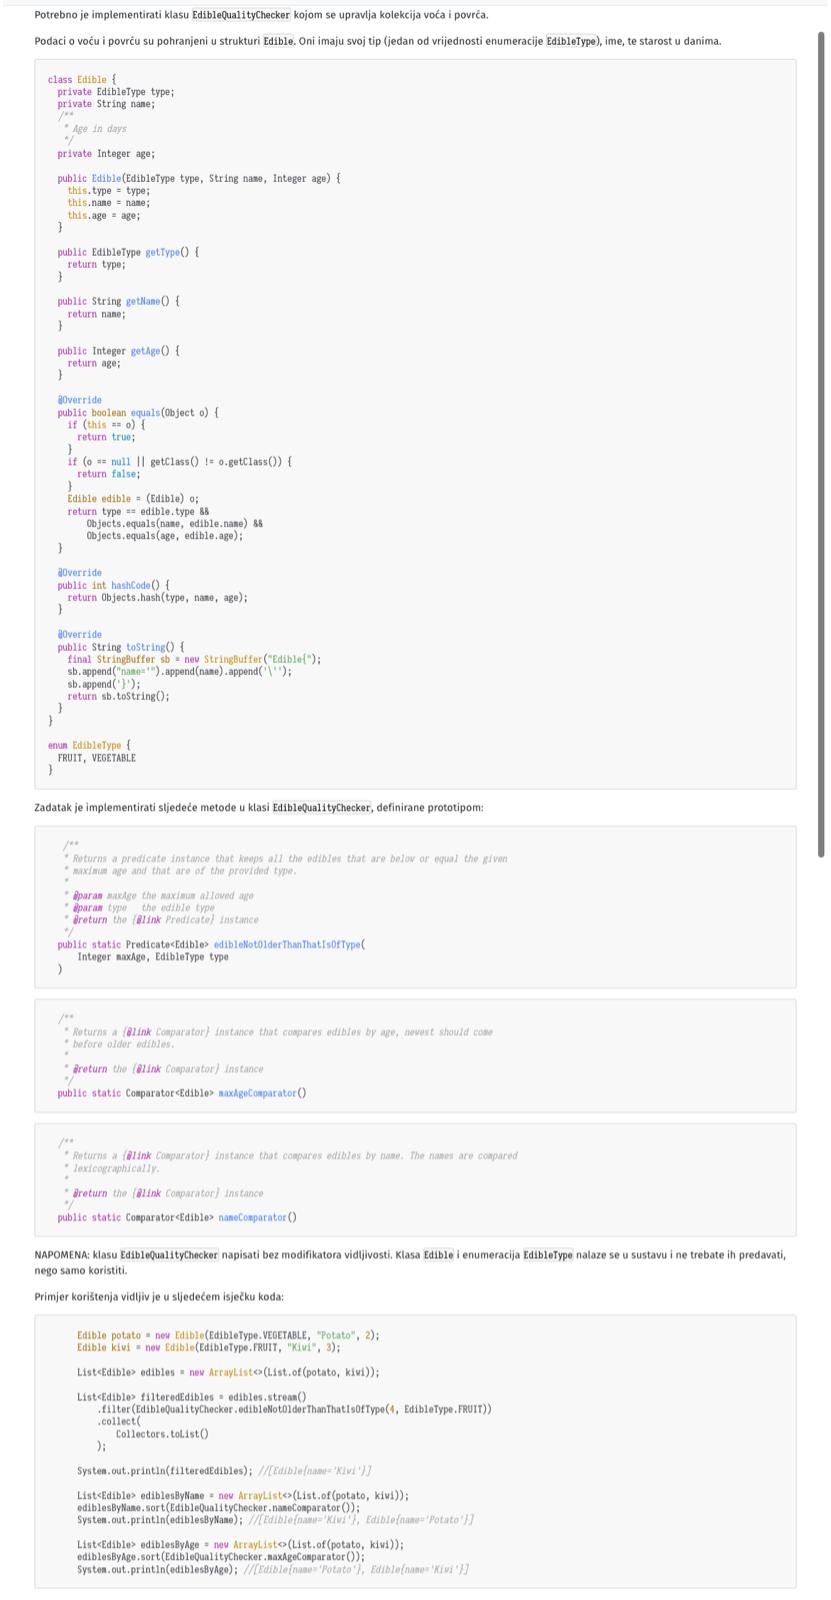 Potrebno je implementirati klasu EdibleQualityChecker kojom se upravlja kolekcija voća i povrća.
Podaci o voću i povrću su pohranjeni u strukturi Edible. Oni imaju svoj tip (jedan od vrijednosti enumeracije EdibleType), ime, te starost u danima.
class Edible {
  private EdibleType type;
  private String name;
  /**
   * Age in days
   */
  private Integer age;

  public Edible(EdibleType type, String name, Integer age) {
    this.type = type;
    this.name = name;
    this.age = age;
  }

  public EdibleType getType() {
    return type;
  }

  public String getName() {
    return name;
  }

  public Integer getAge() {
    return age;
  }

  @Override
  public boolean equals(Object o) {
    if (this == o) {
      return true;
    }
    if (o == null || getClass() != o.getClass()) {
      return false;
    }
    Edible edible = (Edible) o;
    return type == edible.type &&
        Objects.equals(name, edible.name) &&
        Objects.equals(age, edible.age);
  }

  @Override
  public int hashCode() {
    return Objects.hash(type, name, age);
  }

  @Override
  public String toString() {
    final StringBuffer sb = new StringBuffer("Edible{");
    sb.append("name='").append(name).append('\'');
    sb.append('}');
    return sb.toString();
  }
}

enum EdibleType {
  FRUIT, VEGETABLE
}
Zadatak je implementirati sljedeće metode u klasi EdibleQualityChecker, definirane prototipom:
   /**
   * Returns a predicate instance that keeps all the edibles that are below or equal the given
   * maximum age and that are of the provided type.
   *
   * @param maxAge the maximum allowed age
   * @param type   the edible type
   * @return the {@link Predicate} instance
   */
  public static Predicate<Edible> edibleNotOlderThanThatIsOfType(
      Integer maxAge, EdibleType type
  )
  /**
   * Returns a {@link Comparator} instance that compares edibles by age, newest should come
   * before older edibles.
   *
   * @return the {@link Comparator} instance
   */
  public static Comparator<Edible> maxAgeComparator()
  /**
   * Returns a {@link Comparator} instance that compares edibles by name. The names are compared
   * lexicographically.
   *
   * @return the {@link Comparator} instance
   */
  public static Comparator<Edible> nameComparator()
NAPOMENA: klasu EdibleQualityChecker napisati bez modifikatora vidljivosti. Klasa Edible i enumeracija EdibleType nalaze se u sustavu i ne trebate ih predavati,
nego samo koristiti.
Primjer korištenja vidljiv je u sljedećem isječku koda:
      Edible potato = new Edible(EdibleType.VEGETABLE, "Potato", 2);
      Edible kiwi = new Edible(EdibleType.FRUIT, "Kiwi", 3);

      List<Edible> edibles = new ArrayList<>(List.of(potato, kiwi));

      List<Edible> filteredEdibles = edibles.stream()
          .filter(EdibleQualityChecker.edibleNotOlderThanThatIsOfType(4, EdibleType.FRUIT))
          .collect(
              Collectors.toList()
          );

      System.out.println(filteredEdibles); //[Edible{name='Kiwi'}]

      List<Edible> ediblesByName = new ArrayList<>(List.of(potato, kiwi));
      ediblesByName.sort(EdibleQualityChecker.nameComparator());
      System.out.println(ediblesByName); //[Edible{name='Kiwi'}, Edible{name='Potato'}]

      List<Edible> ediblesByAge = new ArrayList<>(List.of(potato, kiwi));
      ediblesByAge.sort(EdibleQualityChecker.maxAgeComparator());
      System.out.println(ediblesByAge); //[Edible{name='Potato'}, Edible{name='Kiwi'}]